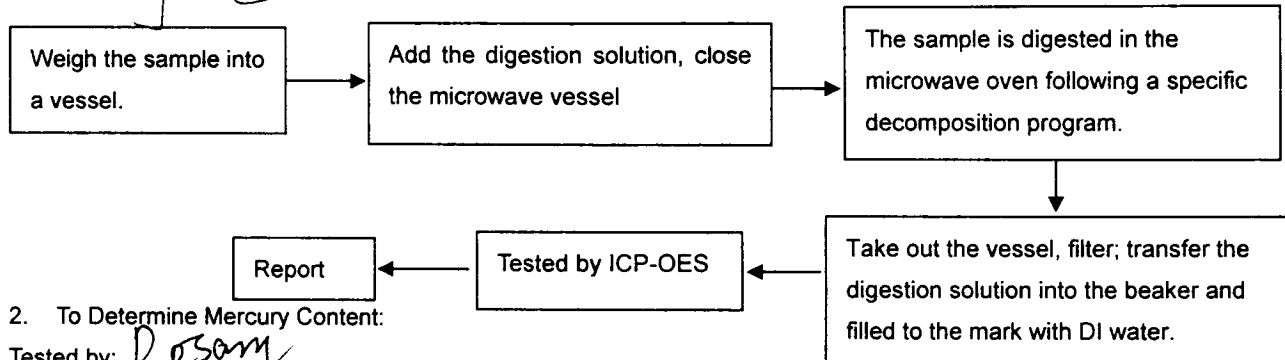 Weigh the sample into
a vessel.
Add the digestion solution, close
the microwave vessel
The sample is digested in the
microwave oven following a specific
decomposition program.
Take out the vessel, filter; transfer the
digestion solution into the beaker and
filled to the mark with DI water.
Tested by ICP-OES
Report
2. To Determine Mercury Content:
Tested by: